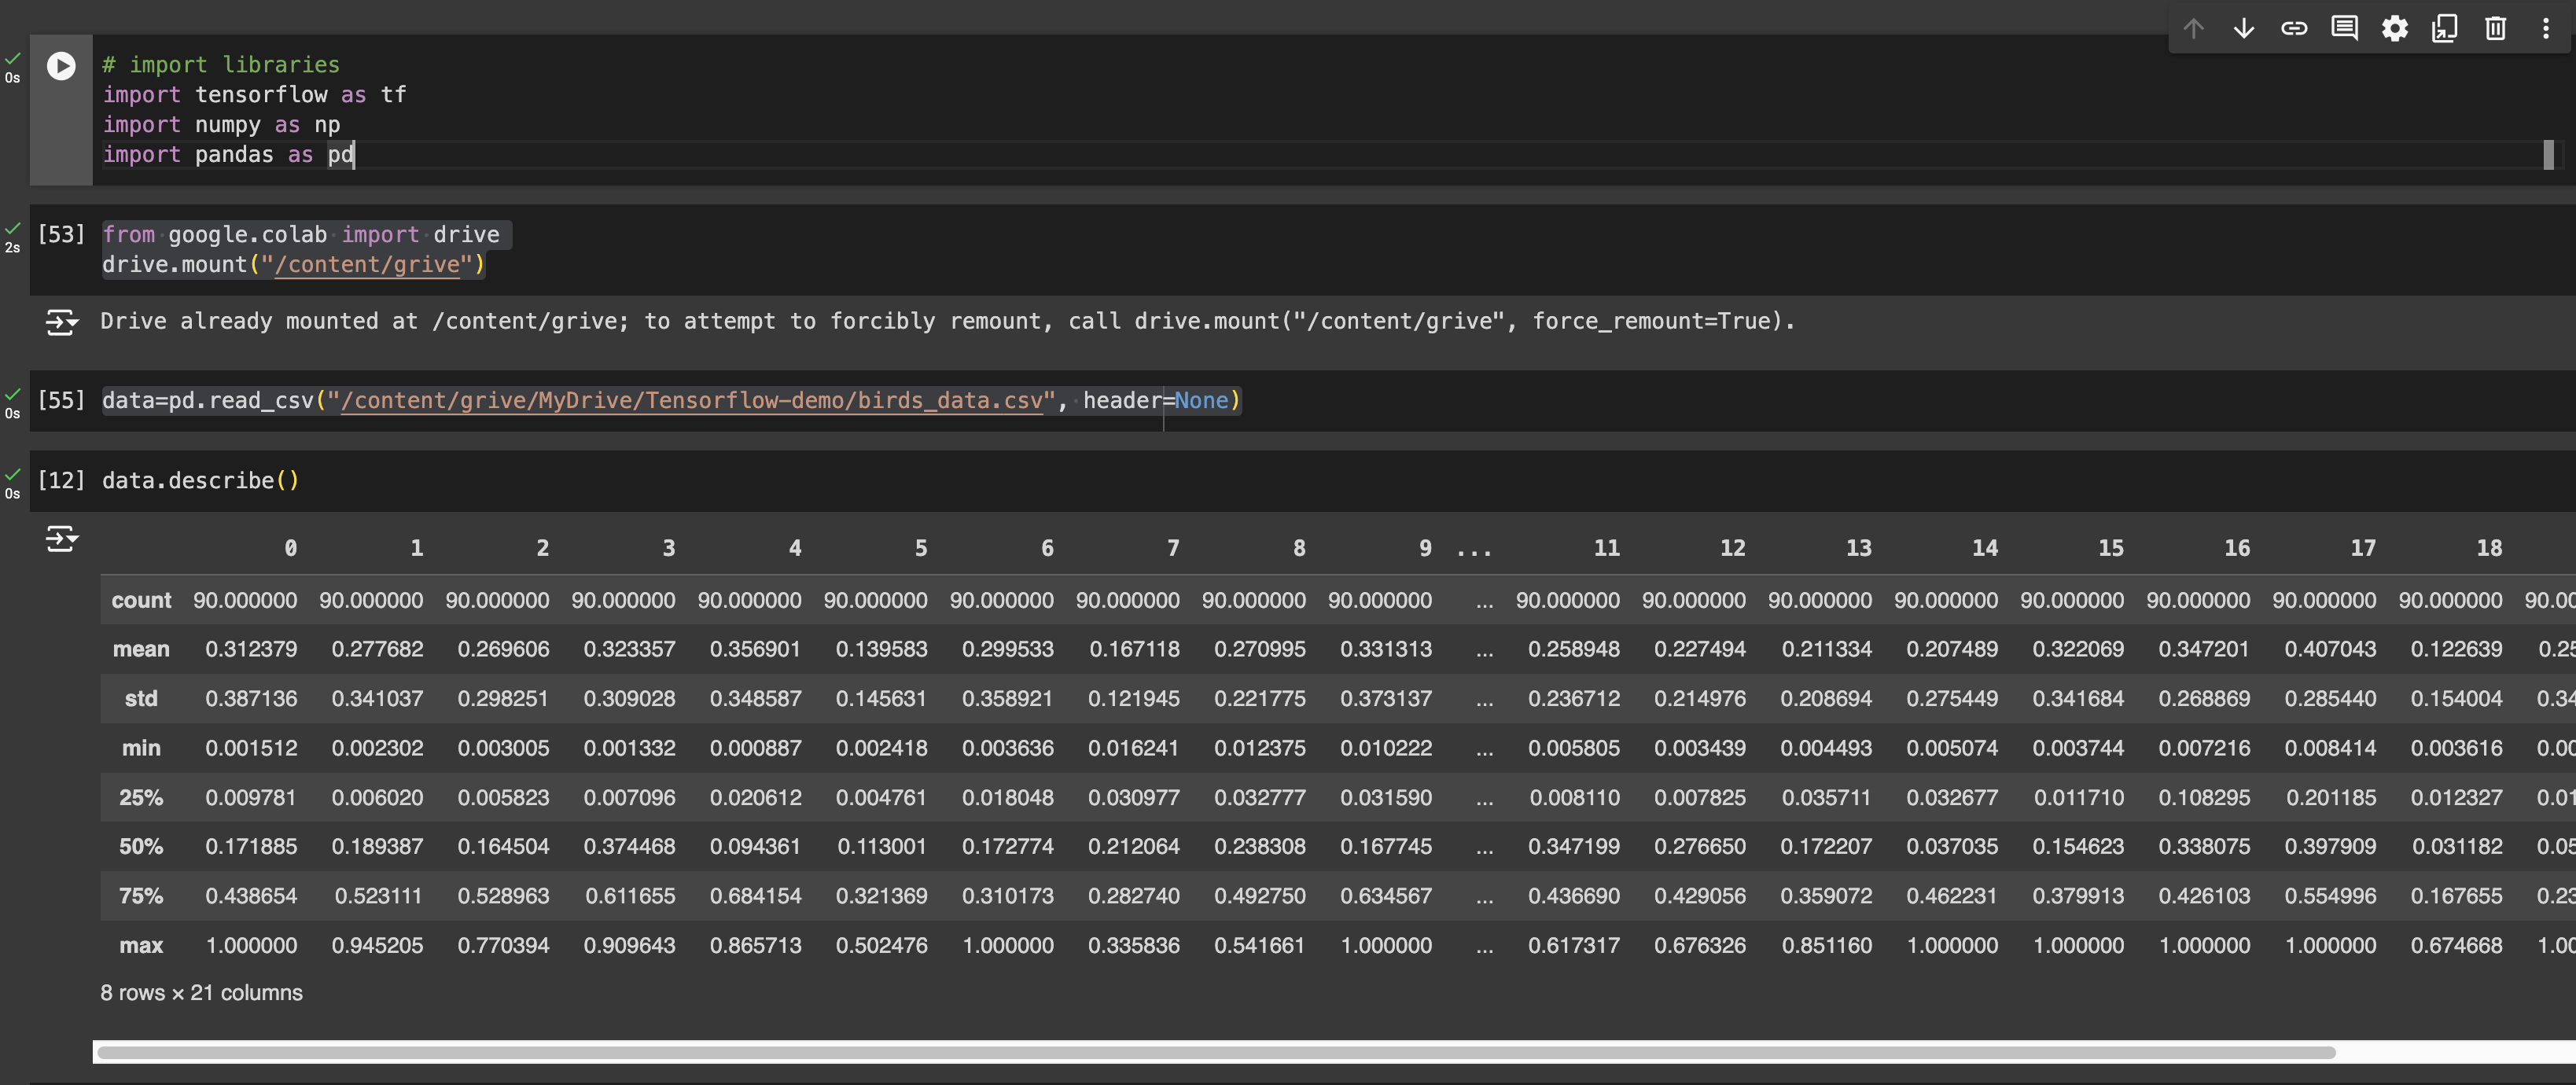 # import libraries
0s
import tensorflow as tf
import numpy as np
import pandas as pd
[53] from google.colab import drive
2s
drive.mount("/content/grive")
Drive already mounted at /content/grive; to attempt to forcibly remount, call drive.mount("/content/grive", force_remount=True).
[55] data=pd.read_csv("/content/grive/MyDrive/Tensorflow-demo/birds_data.csv", header=None)
0s
[12] data.describe()
0s
0 1 2 3 4 5 6 7 8 9 ... 11 12 13 14 15 16 17 18
count 90.000000 90.000000 90.000000 90.000000 90.000000 90.000000 90.000000 90.000000 90.000000 90.000000 ... 90.000000 90.000000 90.000000 90.000000 90.000000 90.000000 90.000000 90.000000 90.00
mean 0.312379 0.277682 0.269606 0.323357 0.356901 0.139583 0.299533 0.167118 0.270995 0.331313 ... 0.258948 0.227494 0.211334 0.207489 0.322069 0.347201 0.407043 0.122639 0.25
std 0.387136 0.341037 0.298251 0.309028 0.348587 0.145631 0.358921 0.121945 0.221775 0.373137 ... 0.236712 0.214976 0.208694 0.275449 0.341684 0.268869 0.285440 0.154004 0.34
min 0.001512 0.002302 0.003005 0.001332 0.000887 0.002418 0.003636 0.016241 0.012375 0.010222 ... 0.005805 0.003439 0.004493 0.005074 0.003744 0.007216 0.008414 0.003616 0.00
25% 0.009781 0.006020 0.005823 0.007096 0.020612 0.004761 0.018048 0.030977 0.032777 0.031590 ... 0.008110 0.007825 0.035711 0.032677 0.011710 0.108295 0.201185 0.012327 0.01
50% 0.171885 0.189387 0.164504 0.374468 0.094361 0.113001 0.172774 0.212064 0.238308 0.167745 ... 0.347199 0.276650 0.172207 0.037035 0.154623 0.338075 0.397909 0.031182 0.05
75% 0.438654 0.523111 0.528963 0.611655 0.684154 0.321369 0.310173 0.282740 0.492750 0.634567 ... 0.436690 0.429056 0.359072 0.462231 0.379913 0.426103 0.554996 0.167655 0.23
max 1.000000 0.945205 0.770394 0.909643 0.865713 0.502476 1.000000 0.335836 0.541661 1.000000 ... 0.617317 0.676326 0.851160 1.000000 1.000000 1.000000 1.000000 0.674668 1.00
8 rows × 21 columns